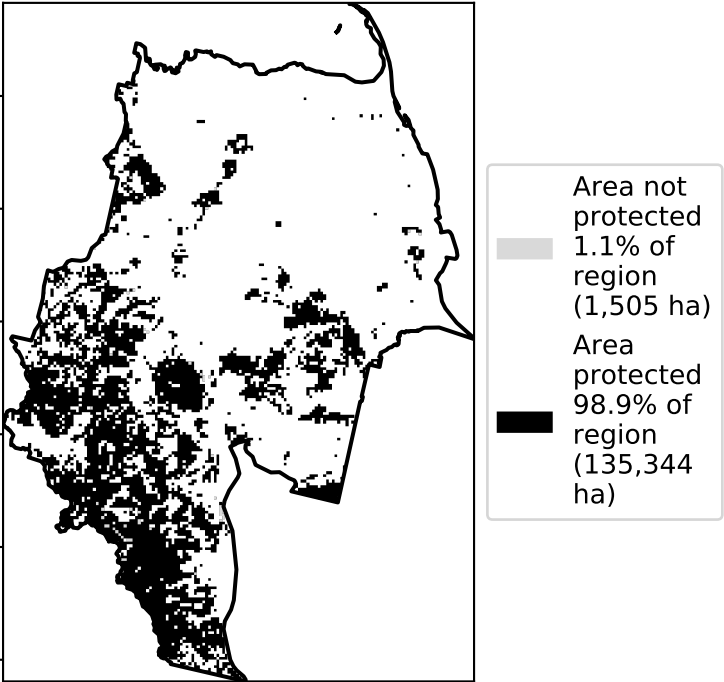 Area not
protected
1.1% of
region
(1,505 ha)
Area
protected
98.9% of
region
(135,344
ha)